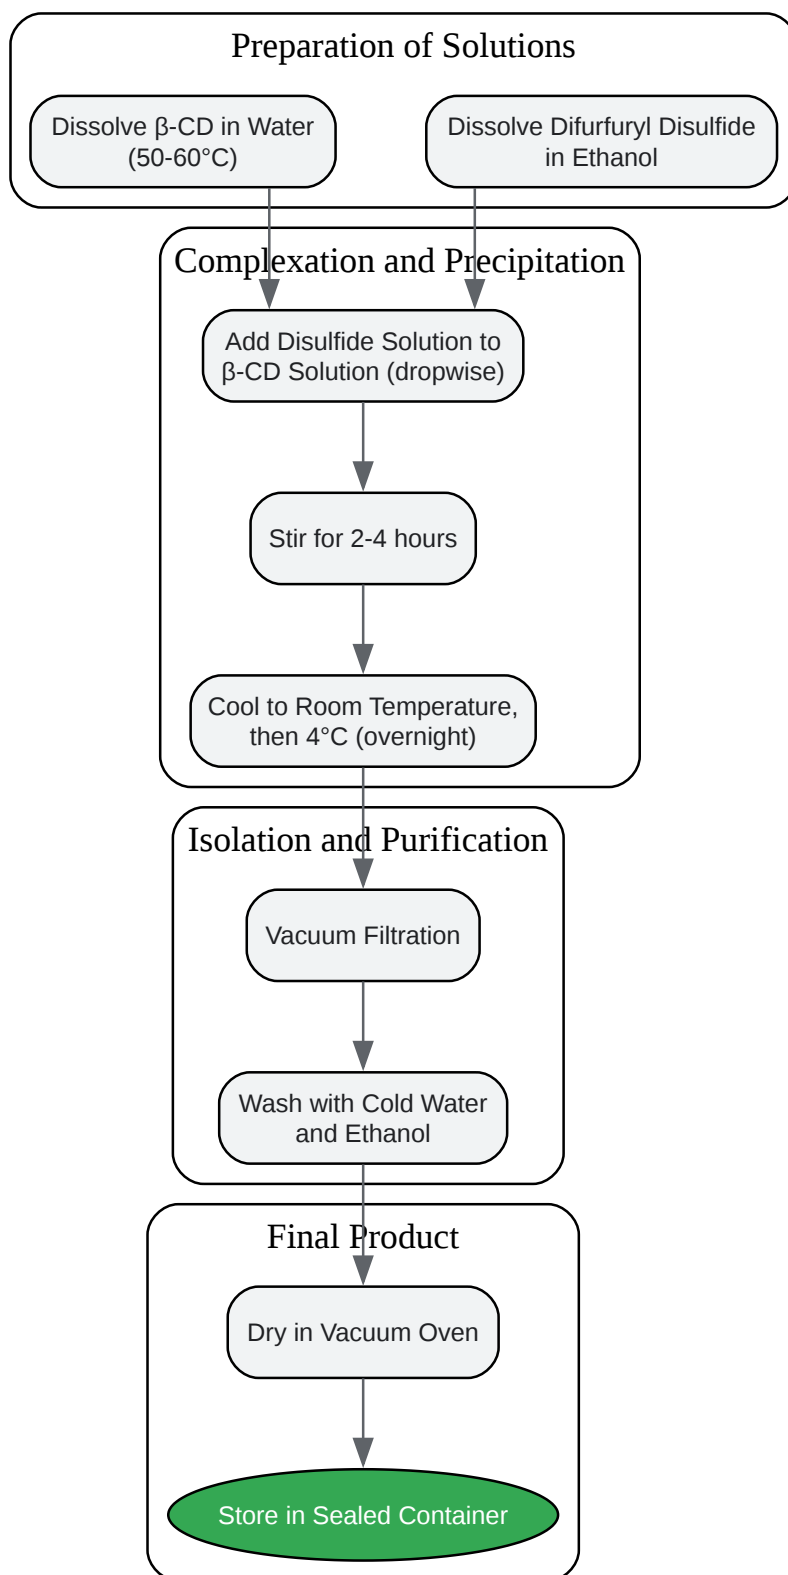 Preparation of Solutions
Dissolve β-CD in Water
(50-60°C)
Dissolve Difurfuryl Disulfide
in Ethanol
Complexation and Precipitation
Add Disulfide Solution to
β-CD Solution (dropwise)
Stir for 2-4 hours
Cool to Room Temperature,
then 4°C (overnight)
Isolation and Purification
Vacuum Filtration
Wash with Cold Water
and Ethanol
Final Product
Dry in Vacuum Oven
Store in Sealed Container